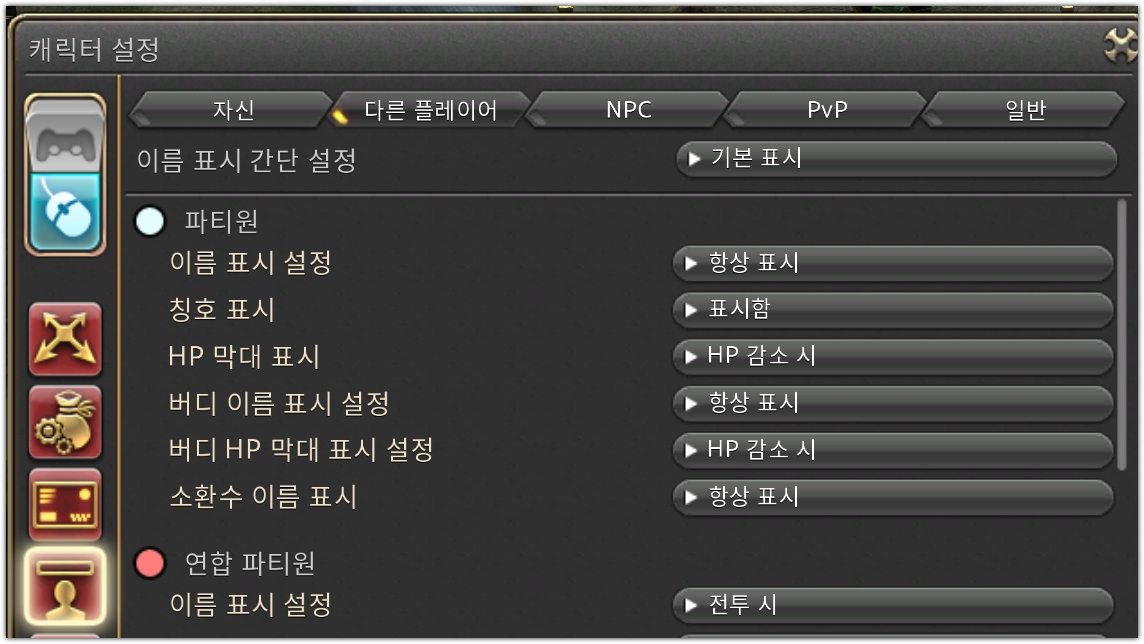 캐릭터 설정
자신 다른 플레이어 NPC PvP 일반
이름 표시 간단 설정 기본 표시
파티원
이름 표시 설정 항상 표시
칭호 표시 표시함
HP 막대 표시 HP 감소 시
버디 이름 표시 설정 항상 표시
버디 HP 막대 표시 설정 HP 감소 시
소환수 이름 표시 항상 표시
연합 파티원
이름 표시 설정 전투 시